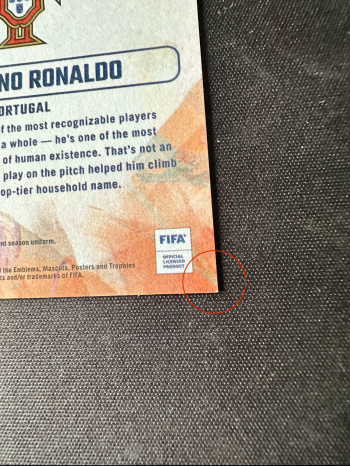 NO RONALDO
ORTUGAL
f the most recognizable players
a whole — he's one of the most
of human existence. That's not an
play on the pitch helped him climb
op-tier household name.
nt season uniform.
FIFA®
OFFICIAL
LICENSED
PRODUCT
the Emblems, Mascots, Posters and Trophies
ts and/or trademarks of FIFA.